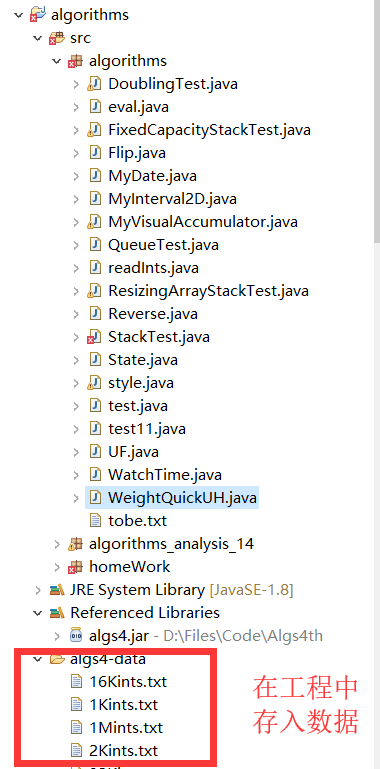 algorithms
src
algorithms
DoublingTest.java
eval.java
FixedCapacityStackTest.java
Flip.java
MyDate.java
MyInterval2D.java
MyVisualAccumulator.java
QueueTest.java
readInts.java
ResizingArrayStackTest.java
Reverse.java
StackTest.java
State.java
style.java
test.java
test11.java
UF.java
WatchTime.java
WeightQuickUH.java
tobe.txt
algorithms_analysis_14
homeWork
JRE System Library [JavaSE-1.8]
Referenced Libraries
algs4.jar - D:\Files\Code\Algs4th
algs4-data
16Kints.txt
1Kints.txt
1Mints.txt
2Kints.txt
在工程中
存入数据